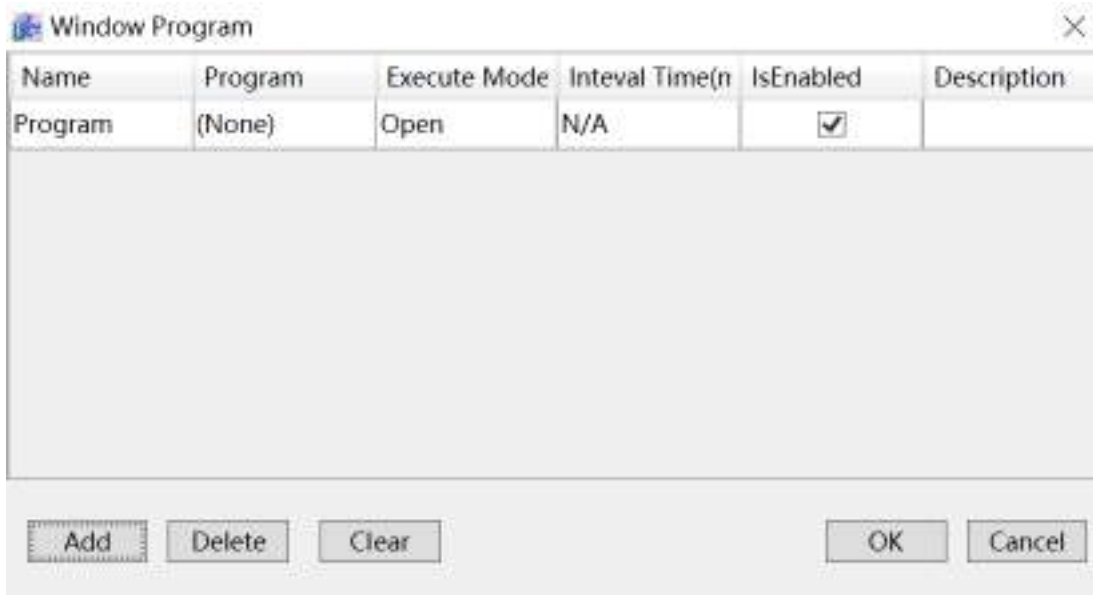 Window Program
Name Program Execute Mode Inteval Time(n IsEnabled Description
Program (None) Open N/A
Add Delete Clear OK Cancel